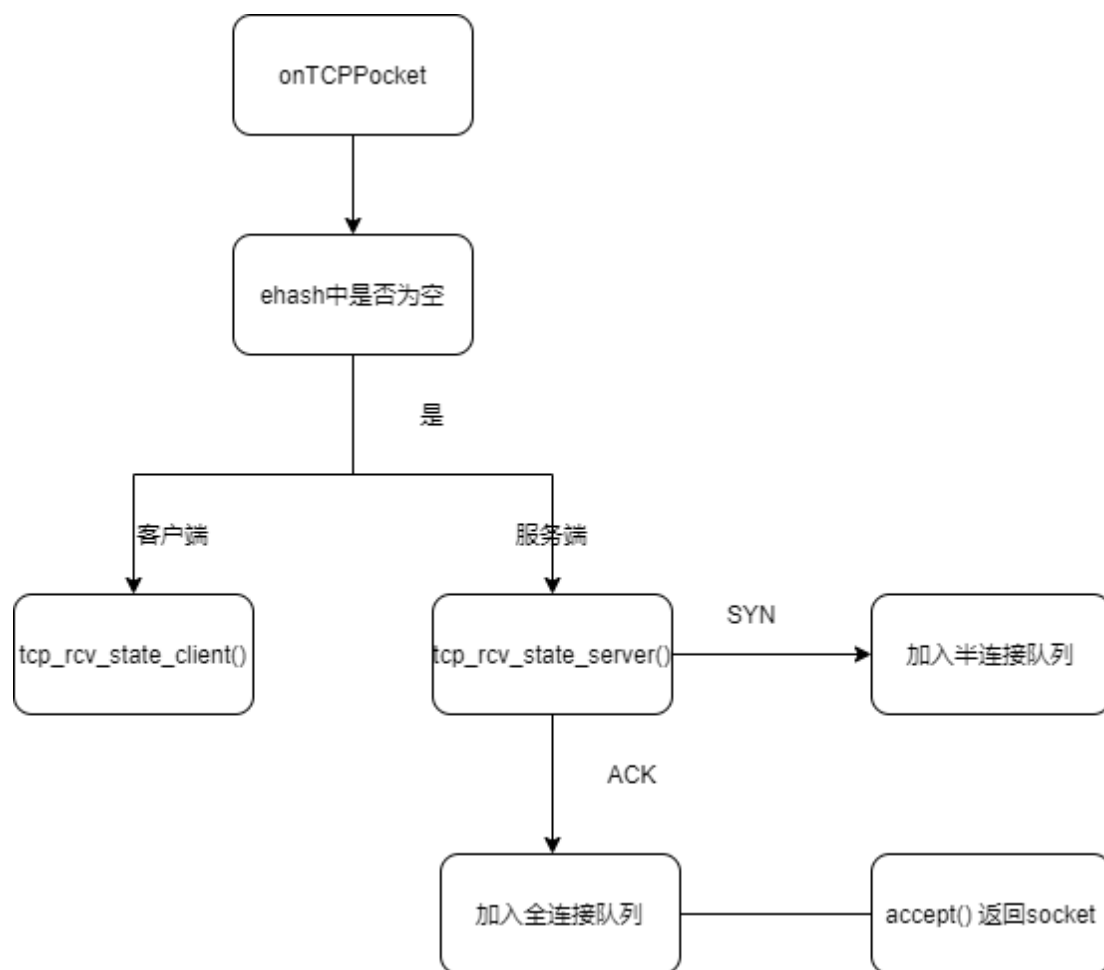 onTCPPocket
ehash中是否为空
是
客户端
服务端
tcp_rcv_state_client()
tcp_rcv_state_server()
SYN
加入半连接队列
ACK
加入全连接队列
accept() 返回socket